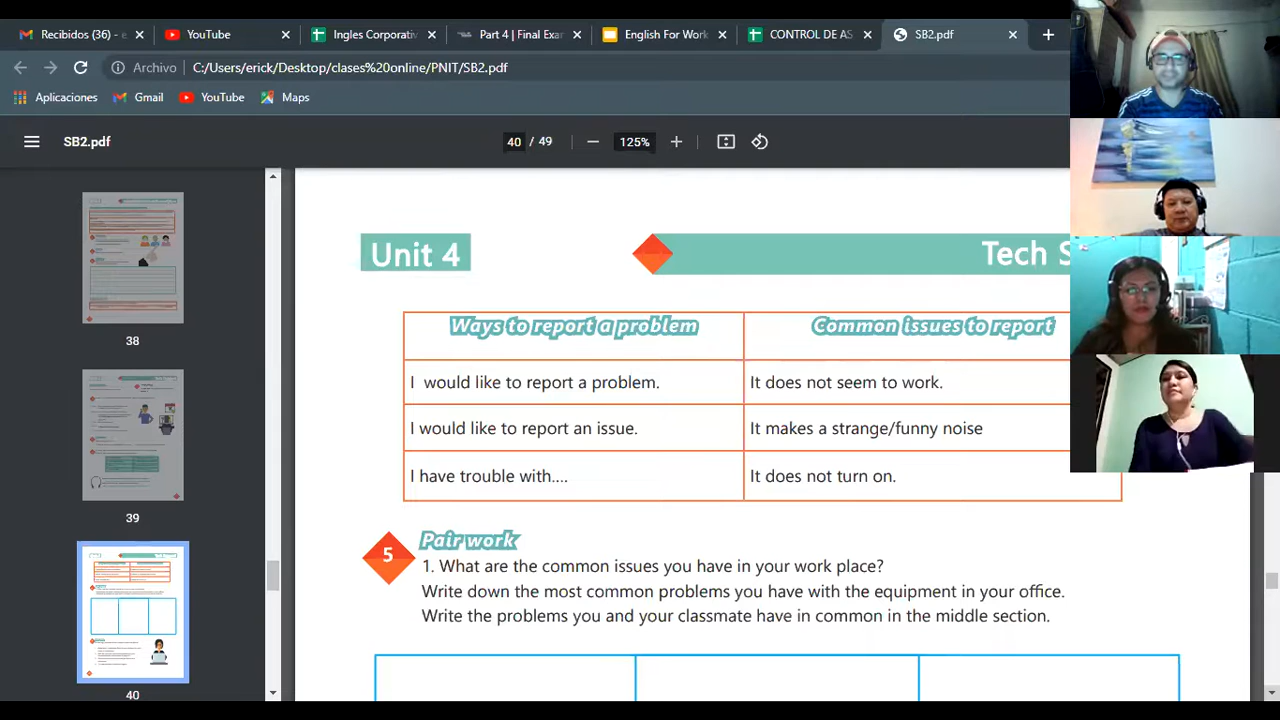 Recibidos (36) - e
YouTube
Ingles Corporativ
Part 4 | Final Exar
English For Work
CONTROL DE AS
SB2.pdf
Archivo
C:/Users/erick/Desktop/clases%20online/PNIT/SB2.pdf
Aplicaciones
Gmail
YouTube
Maps
SB2.pdf
40 / 49
125%
38
39
40
Unit 4
Tech S
Ways to report a problem
Common issues to report
I would like to report a problem.
It does not seem to work.
I would like to report an issue.
It makes a strange/funny noise
I have trouble with....
It does not turn on.
5
Pair work
1. What are the common issues you have in your work place?
Write down the most common problems you have with the equipment in your office.
Write the problems you and your classmate have in common in the middle section.